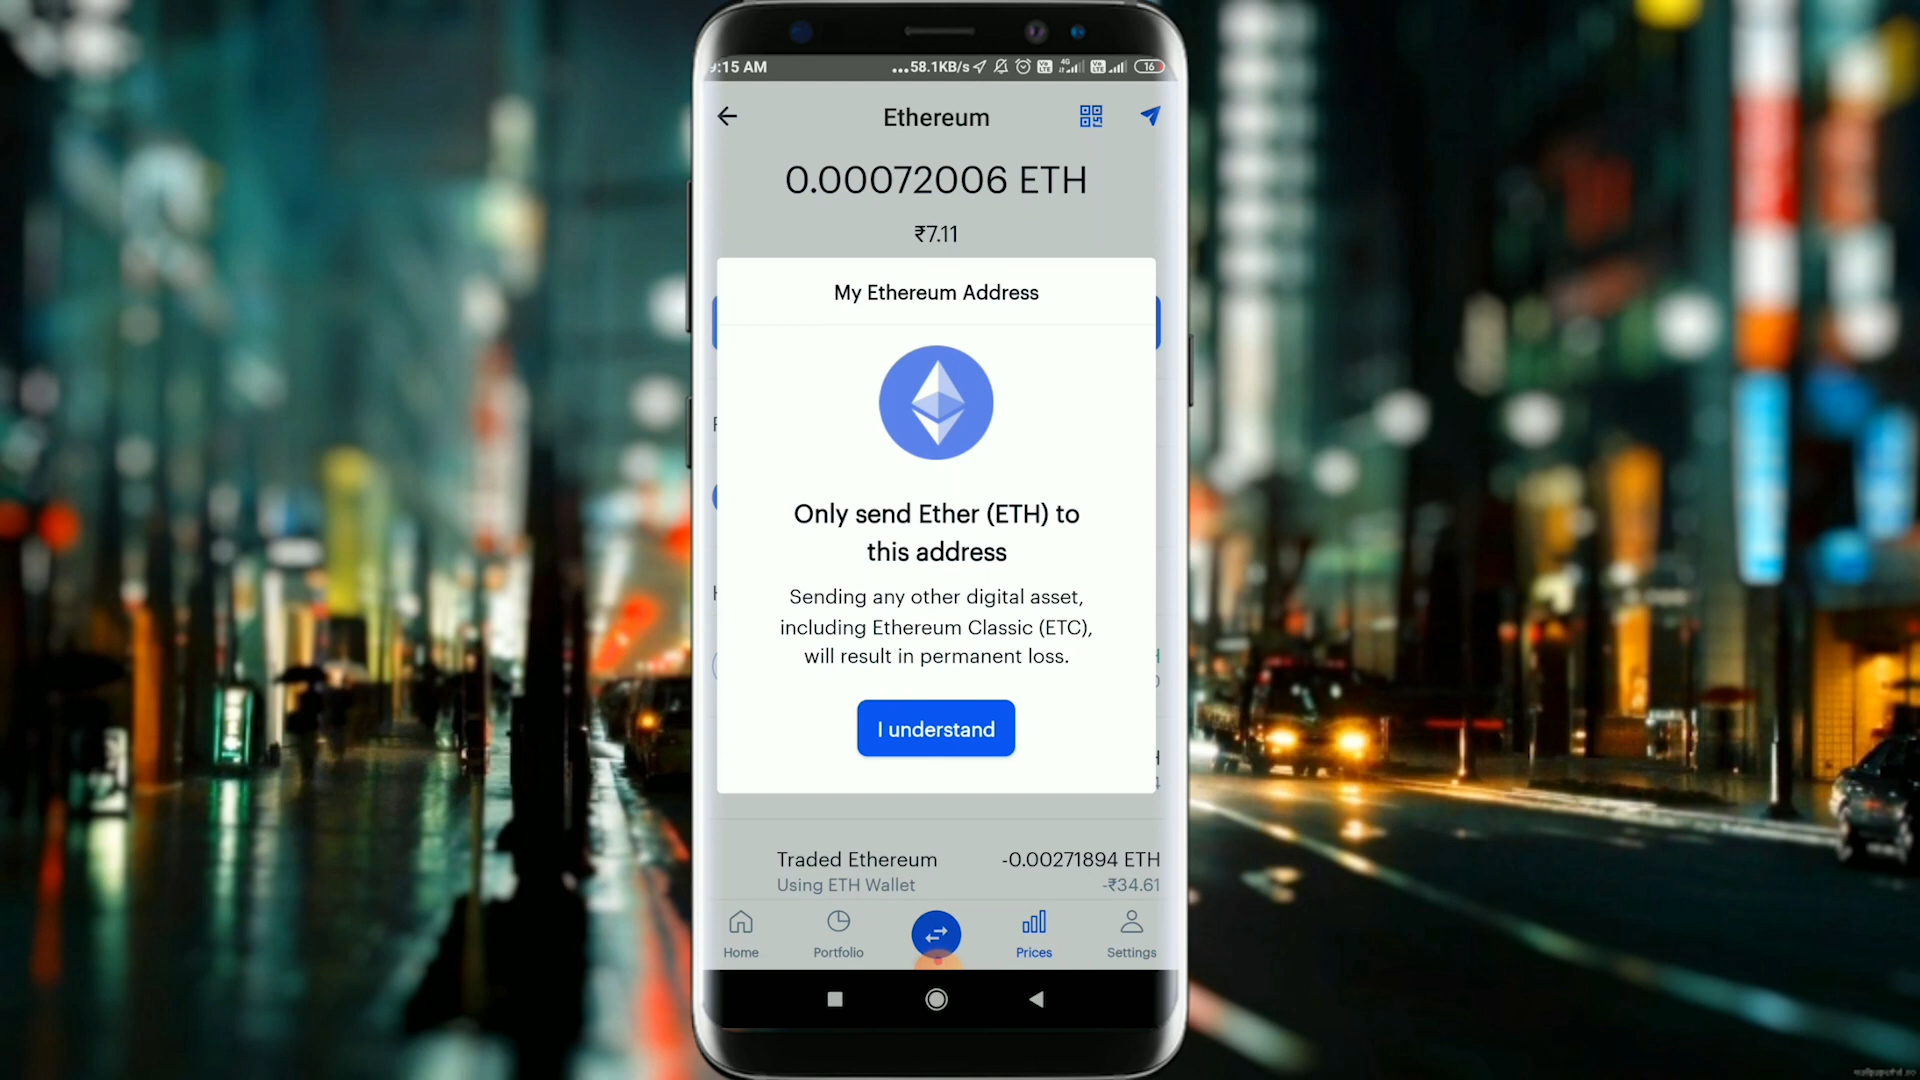 :15 AM
...58.1KB/s
4G
16
Ethereum
0.00072006 ETH
₹7.11
My Ethereum Address
Only send Ether (ETH) to
this address
Sending any other digital asset,
including Ethereum Classic (ETC),
will result in permanent loss.
I understand
Traded Ethereum
-0.00271894 ETH
Using ETH Wallet
-₹34.61
Home
Portfolio
Prices
Settings